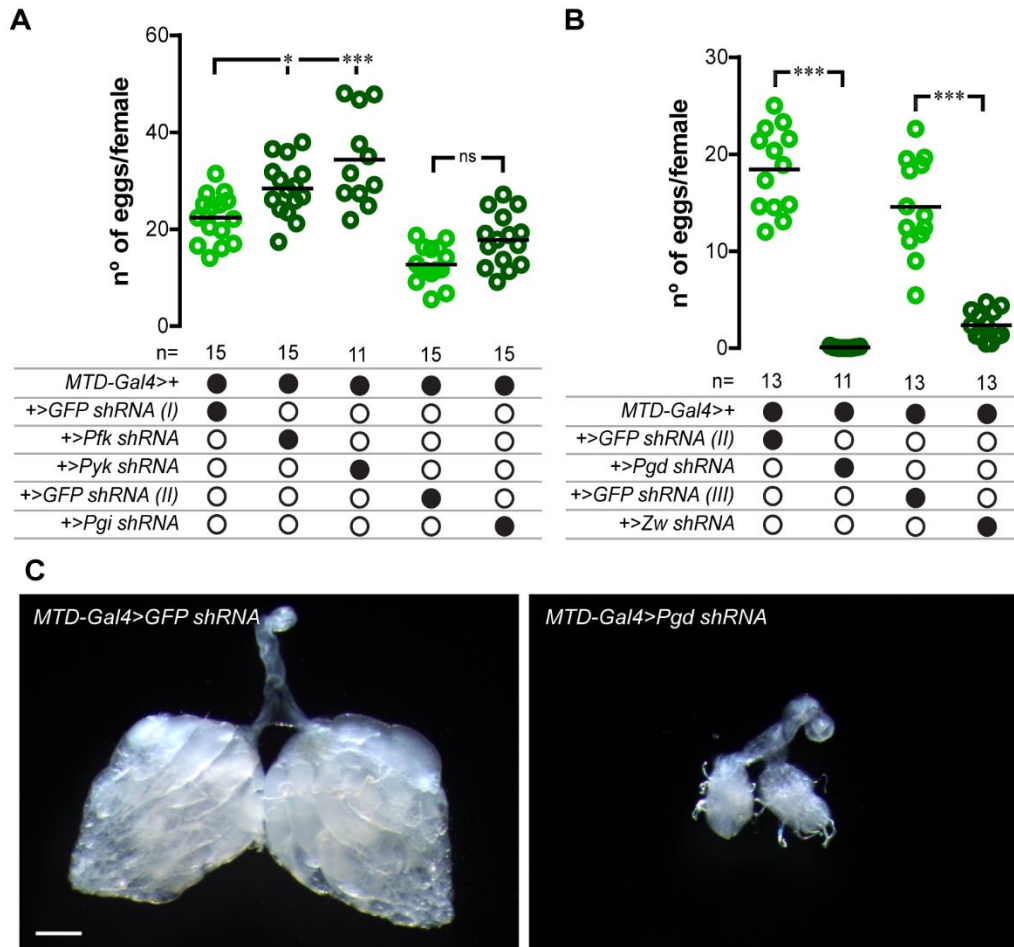 A
60
40
20
0
nº of eggs/female
* ***
ns
n= 15 15 11 15 15
MTD-Gal4>+
+>GFP shRNA (I)
+>Pfk shRNA
+>Pyk shRNA
+>GFP shRNA (II)
+>Pgi shRNA
B
30
20
10
0
nº of eggs/female
*** ***
n= 13 11 13 13
MTD-Gal4>+
+>GFP shRNA (II)
+>Pgd shRNA
+>GFP shRNA (III)
+>Zw shRNA
C
MTD-Gal4>GFP shRNA
MTD-Gal4>Pgd shRNA